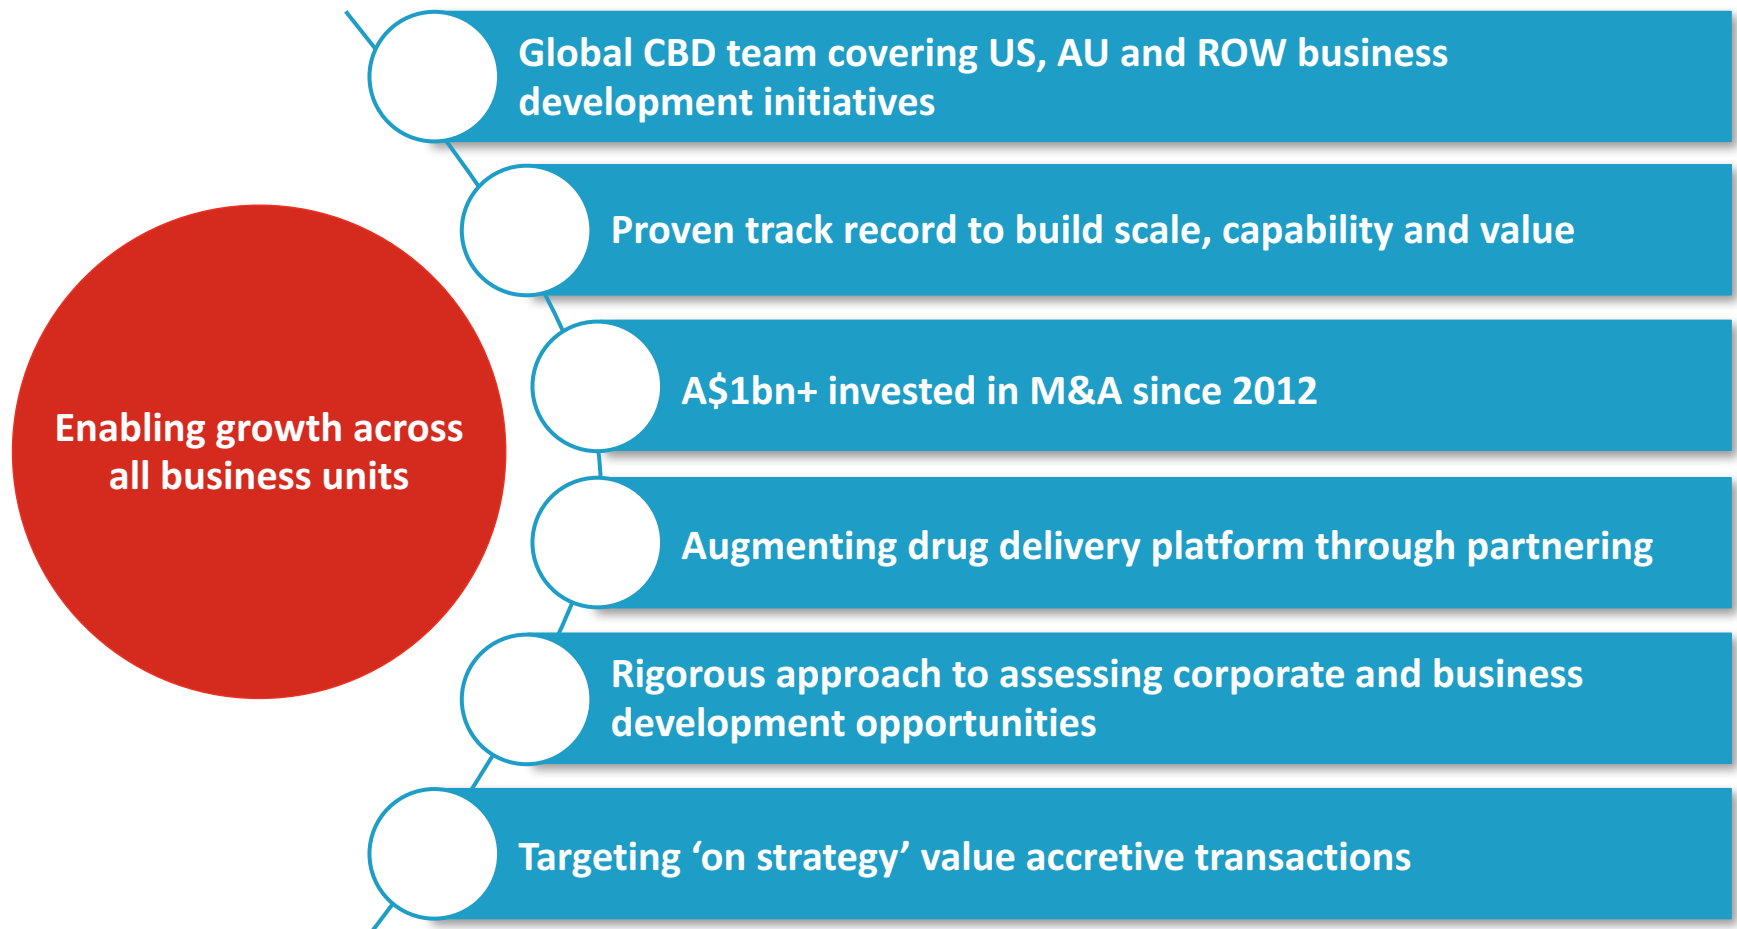 Global CBD team covering US, AU and ROW business
development initiatives
Proven track record to build scale, capability and value
A$1bn+ invested in M&A since 2012
Enabling growth across
all business units
Augmenting drug delivery platform through partnering
Rigorous approach to assessing corporate and business
development opportunities
Targeting ‘on strategy’ value accretive transactions